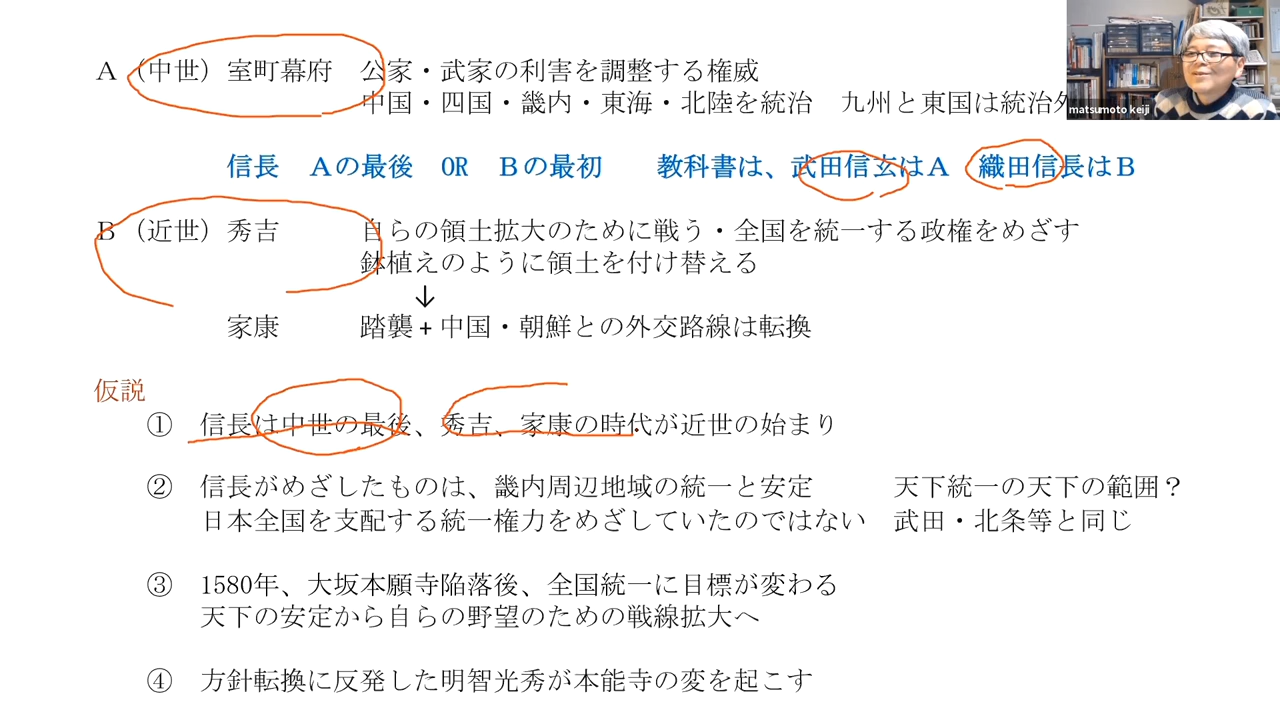 A（中世）室町幕府　公家・武家の利害を調整する権威
中国・四国・畿内・東海・北陸を統治　九州と東国は統治外
matsumoto keiji
信長　Aの最後　OR　Bの最初　　教科書は、武田信玄はA　織田信長はB
B（近世）秀吉　　　自らの領土拡大のために戦う・全国を統一する政権をめざす
鉢植えのように領土を付け替える
↓
家康　　　踏襲＋中国・朝鮮との外交路線は転換
仮説
①　信長は中世の最後、秀吉、家康の時代が近世の始まり
②　信長がめざしたものは、畿内周辺地域の統一と安定　　　天下統一の天下の範囲？
日本全国を支配する統一権力をめざしていたのではない　武田・北条等と同じ
③　1580年、大坂本願寺陥落後、全国統一に目標が変わる
天下の安定から自らの野望のための戦線拡大へ
④　方針転換に反発した明智光秀が本能寺の変を起こす